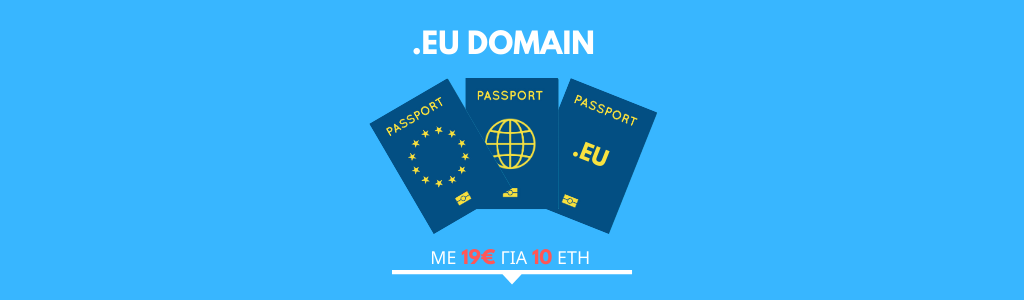 .EU DOMAIN
PASSPORT
PASSPORT
PASSPORT
.EU
ΜΕ 19€ ΓΙΑ 10 ΕΤΗ